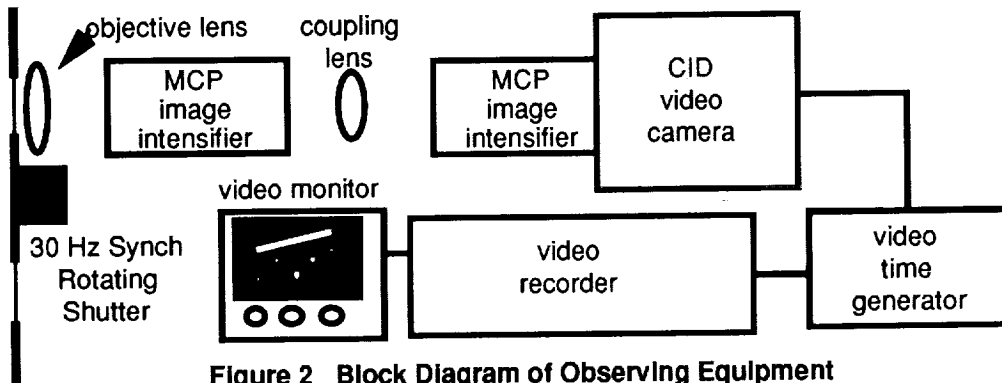 objective lens
coupling
lens
MCP
image
intensifier
MCP
image
intensifier
CID
video
camera
video monitor
30 Hz Synch
Rotating
Shutter
video
recorder
video
time
generator
Figure 2 Block Diagram of Observing Equipment